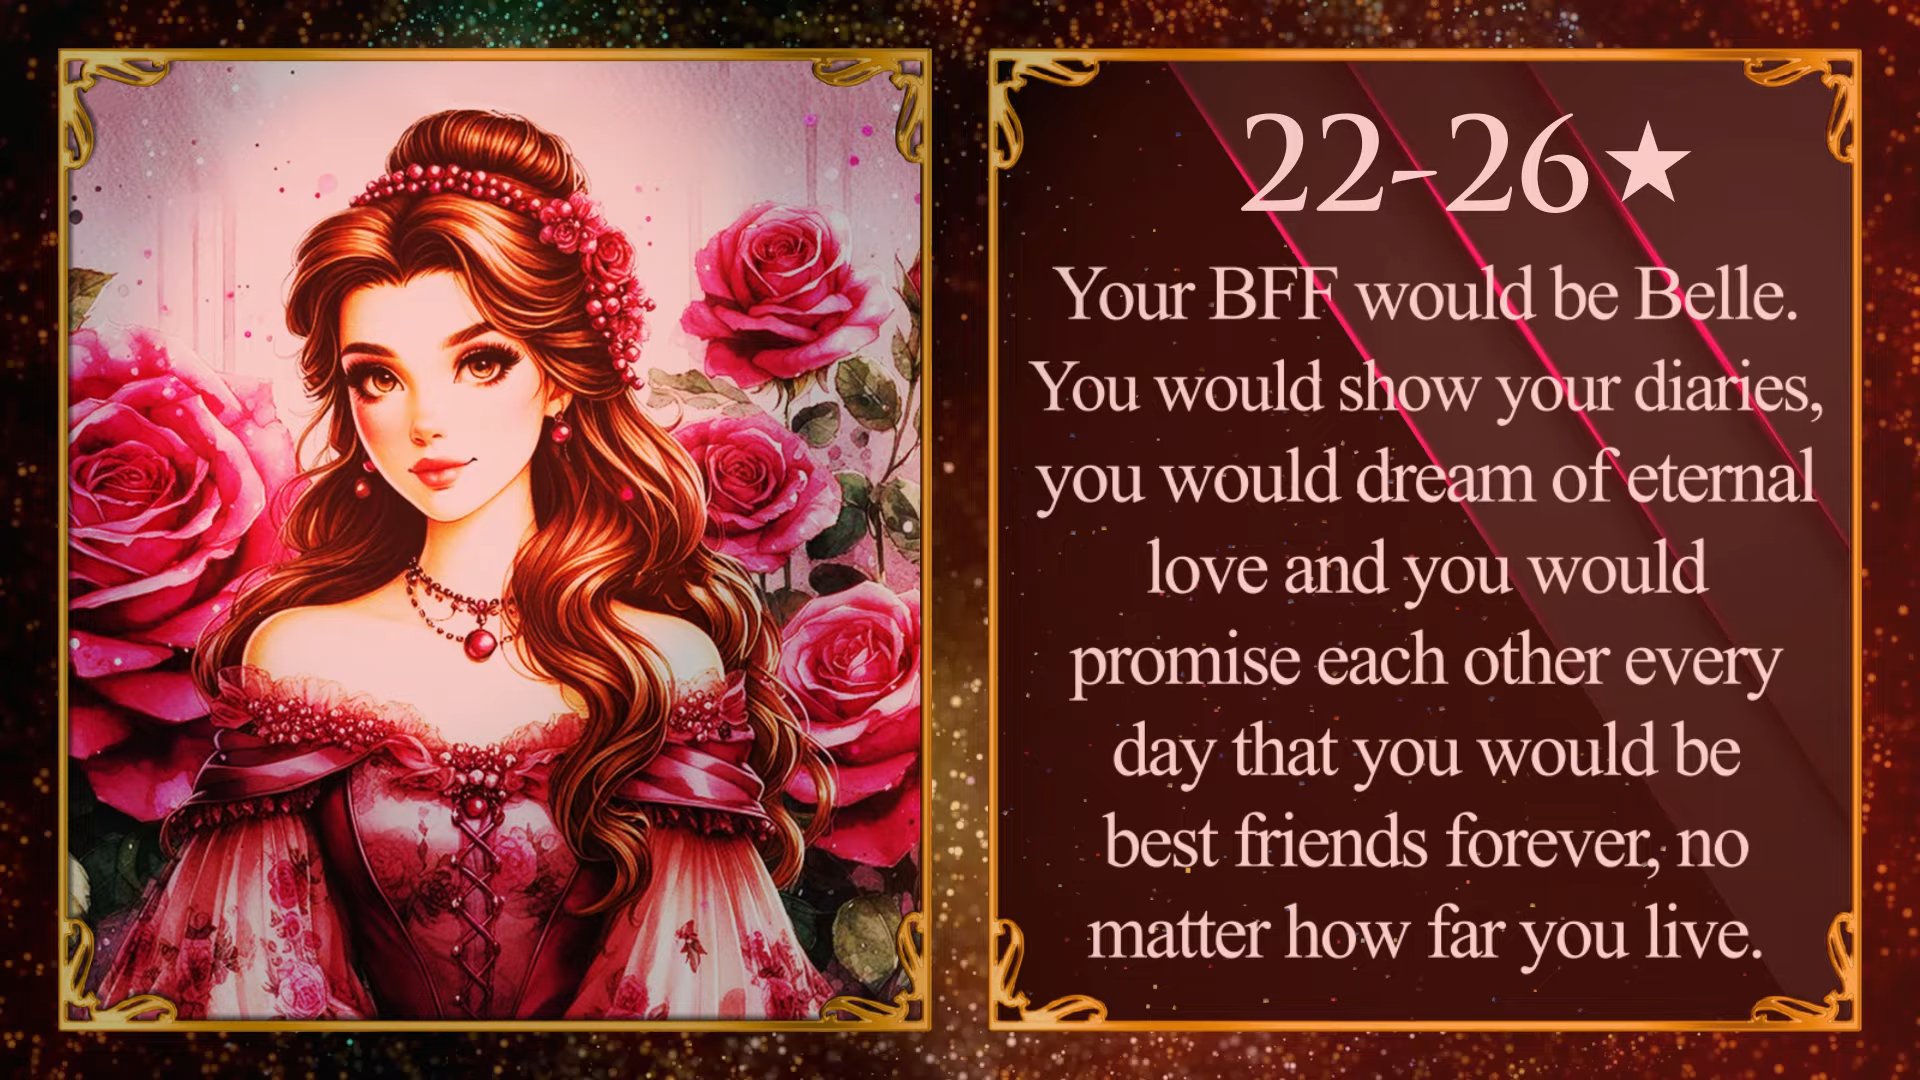 22-26★
Your BFF would be Belle.
You would show your diaries,
you would dream of eternal
love and you would
promise each other every
day that you would be
best friends forever, no
matter how far you live.